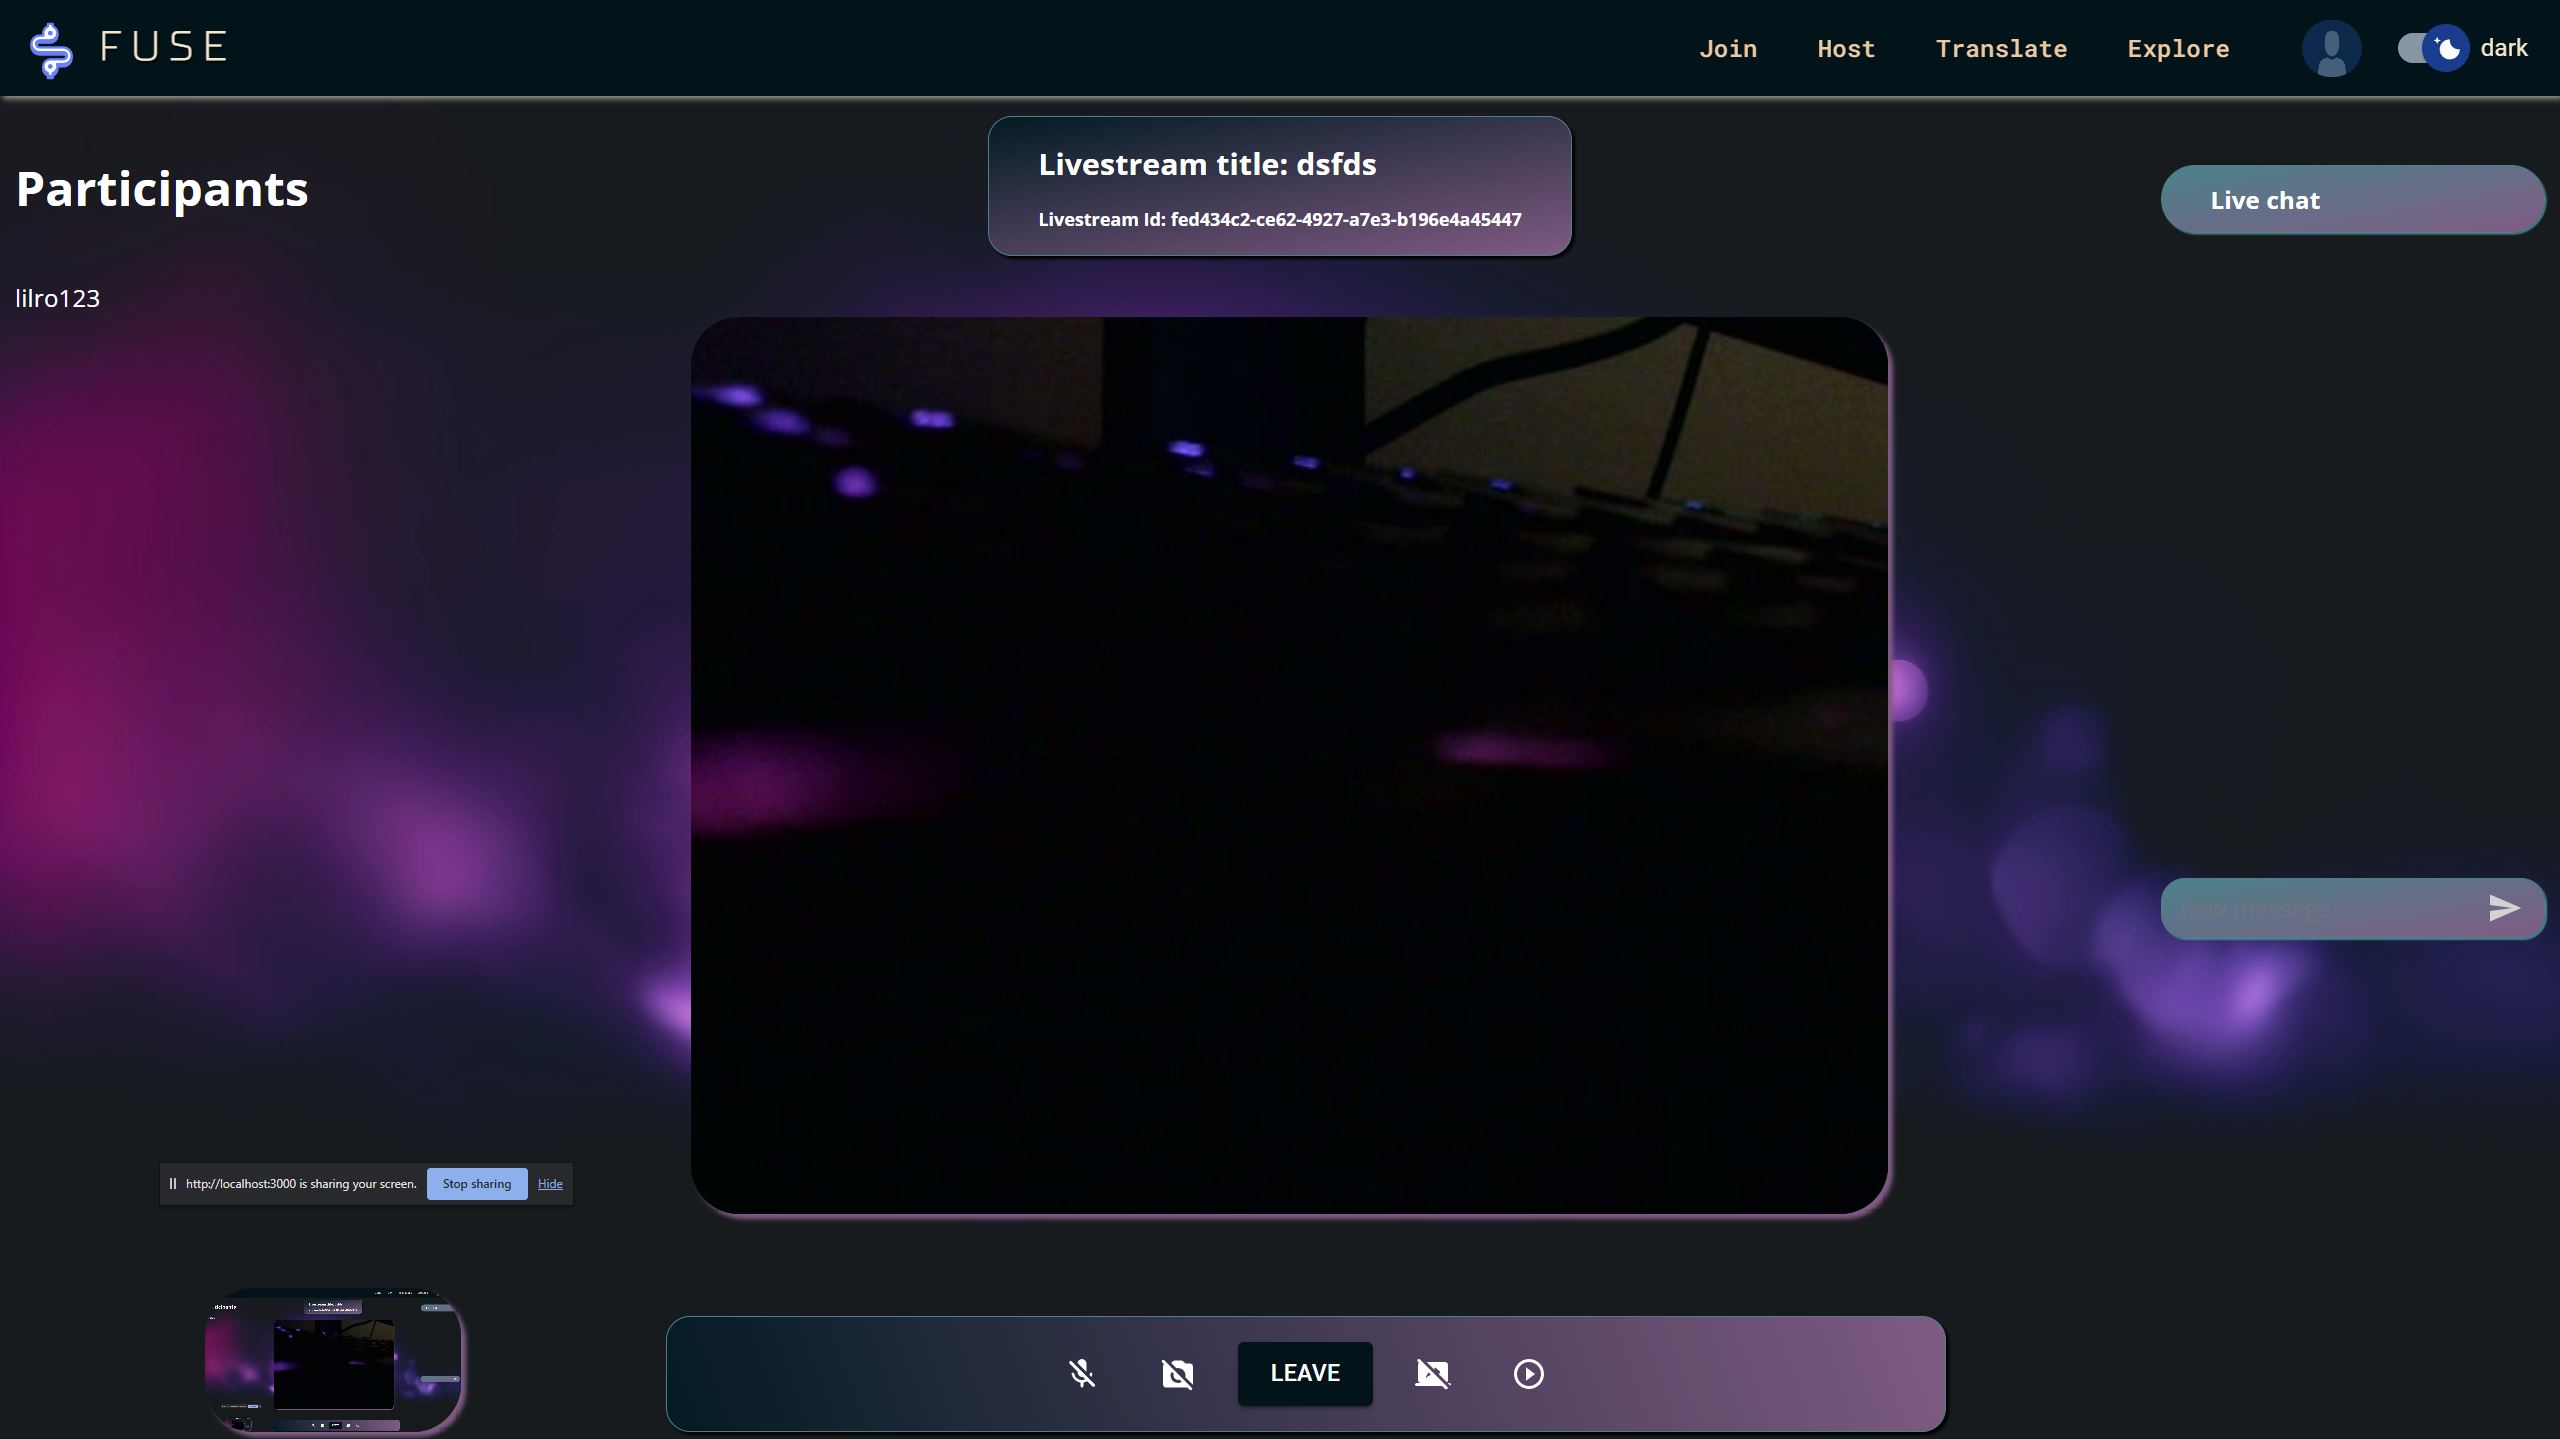 FUSE
Join Host Translate Explore dark
Participants
Livestream title: dsfds
Livestream Id: fed434c2-ce62-4927-a7e3-b196e4a45447
Live chat
lilro123
new message
http://localhost:3000 is sharing your screen. Stop sharing Hide
LEAVE